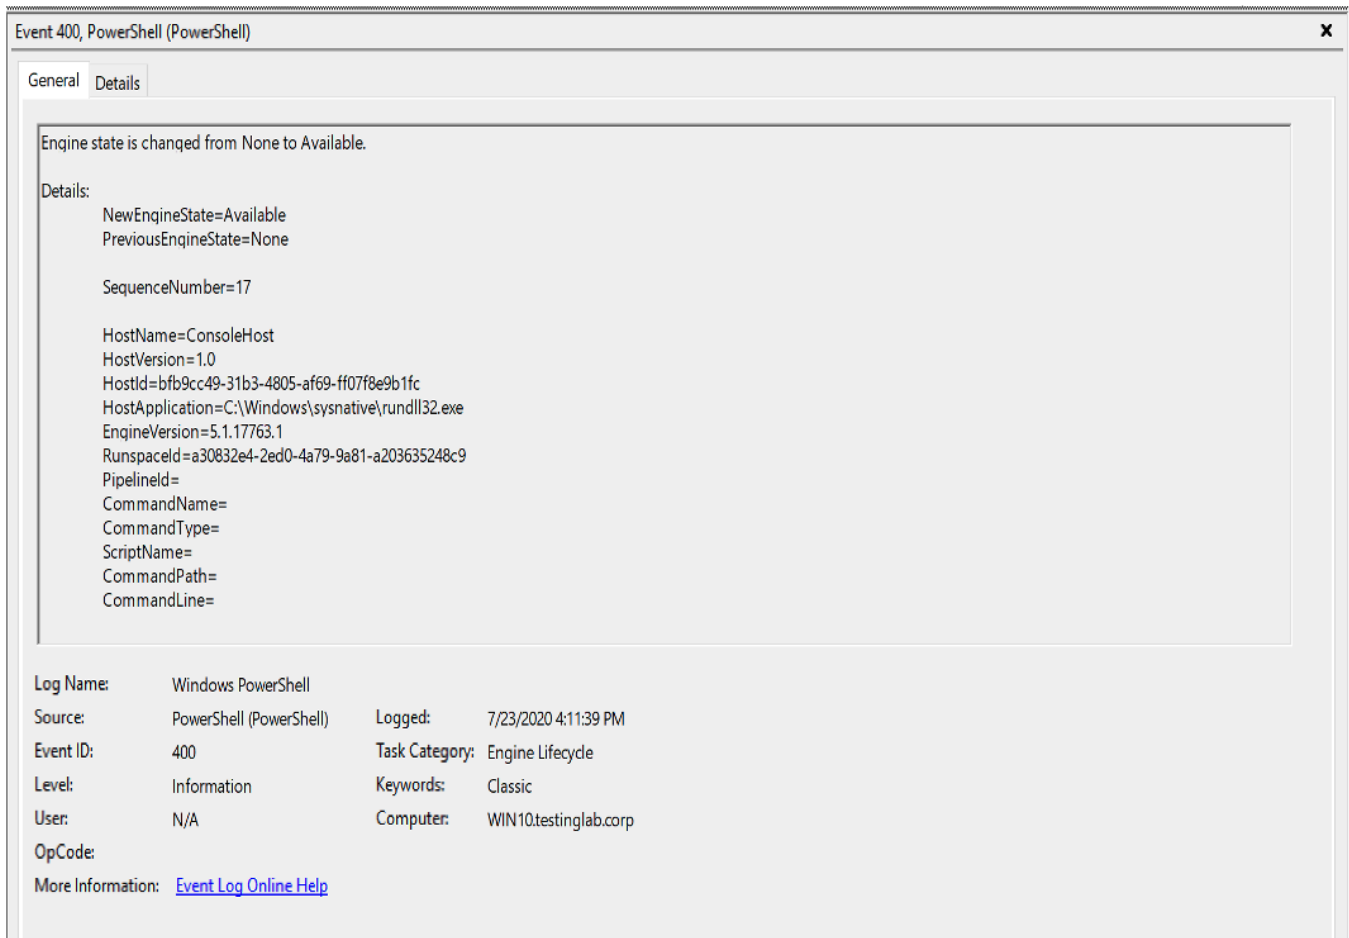 Event 400, PowerShell (PowerShell)
x
General Details
Engine state is changed from None to Available.
Details:
NewEngineState=Available
PreviousEngineState=None
SequenceNumber=17
HostName=ConsoleHost
HostVersion=1.0
HostId=bfb9cc49-31b3-4805-af69-ff07f8e9b1fc
HostApplication=C:\Windows\sysnative\rundll32.exe
EngineVersion=5.1.17763.1
RunspaceId=a30832e4-2ed0-4a79-9a81-a203635248c9
PipelineId=
CommandName=
CommandType=
ScriptName=
CommandPath=
CommandLine=
Log Name: Windows PowerShell
Source: PowerShell (PowerShell) Logged: 7/23/2020 4:11:39 PM
Event ID: 400 Task Category: Engine Lifecycle
Level: Information Keywords: Classic
User: N/A Computer: WIN10.testinglab.corp
OpCode:
More Information: Event Log Online Help